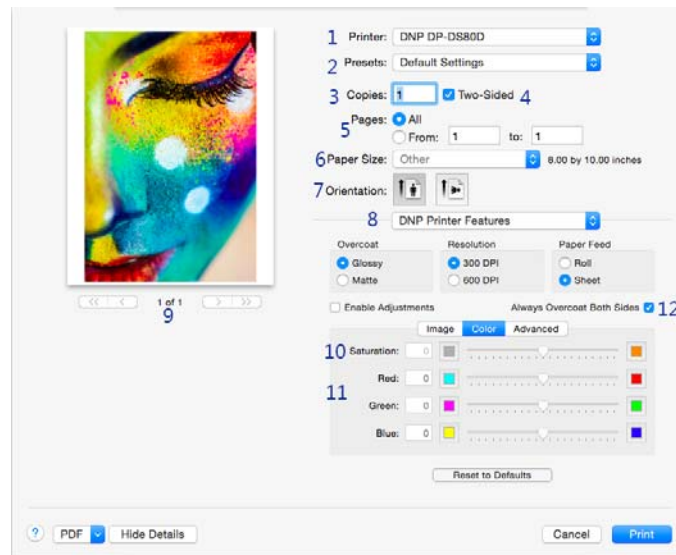 1 Printer: DNP DP-DS80D
2 Presets: Default Settings
3 Copies: 1 Two-Sided 4
5 Pages: All
From: 1 to: 1
6 Paper Size: Other 8.00 by 10.00 inches
7 Orientation:
8 DNP Printer Features
Overcoat Resolution Paper Feed
Glossy 300 DPI Roll
Matte 600 DPI Sheet
<< < 1 of 1 > >>
9
Enable Adjustments Always Overcoat Both Sides 12
Image Color Advanced
10 Saturation: 0
11 Red: 0
Green: 0
Blue: 0
Reset to Defaults
? PDF Hide Details Cancel Print